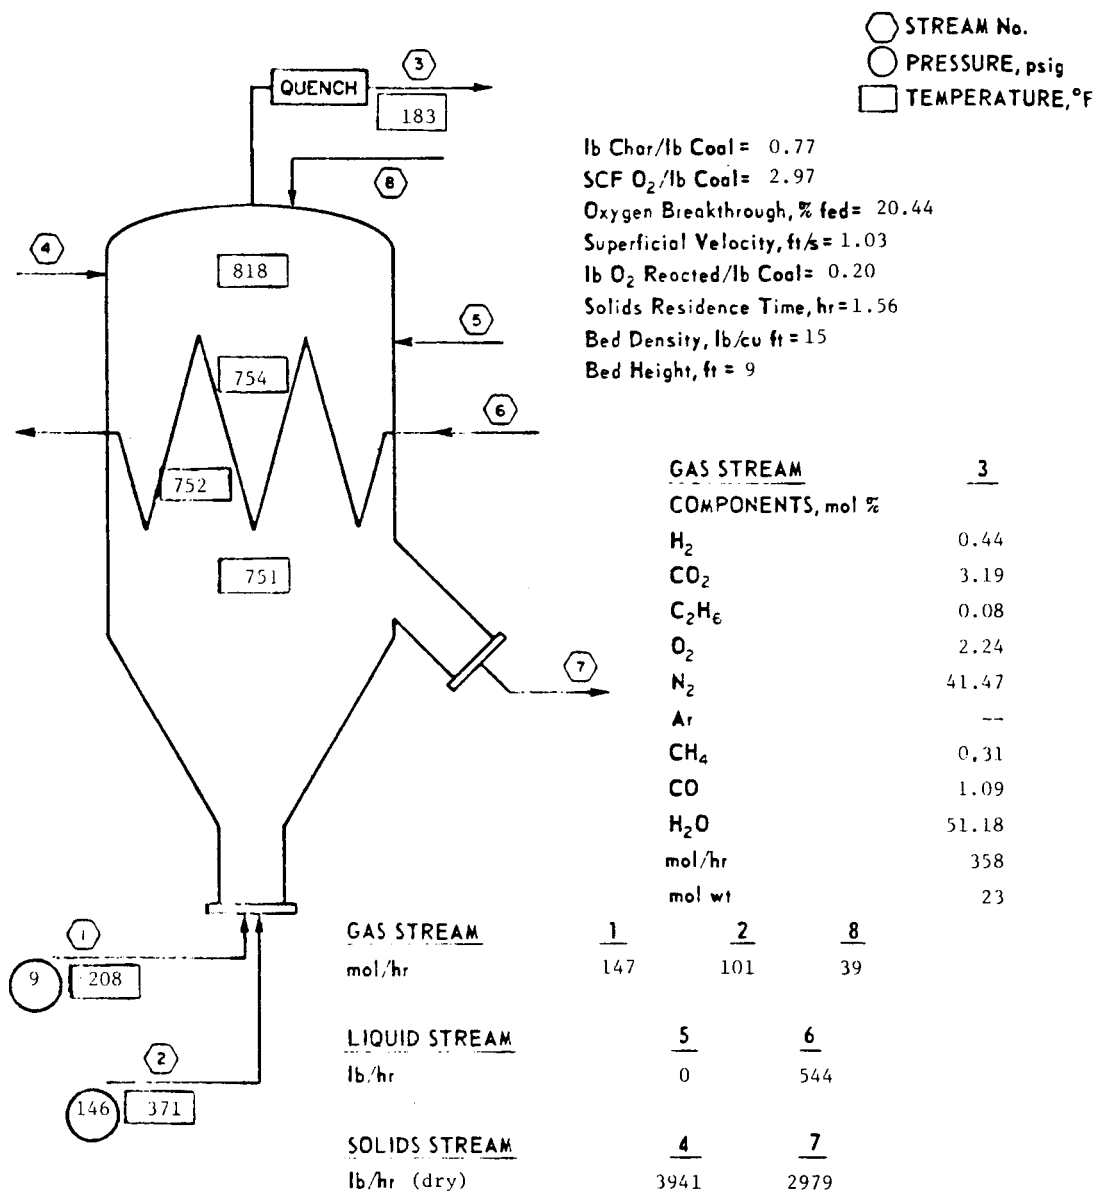 STREAM No.
PRESSURE, psig
TEMPERATURE, °F
3
QUENCH
183
8
lb Char/lb Coal = 0.77
SCF O2/lb Coal = 2.97
Oxygen Breakthrough, % fed = 20.44
Superficial Velocity, ft/s = 1.03
lb O2 Reacted/lb Coal = 0.20
Solids Residence Time, hr = 1.56
Bed Density, lb/cu ft = 15
Bed Height, ft = 9
4
818
5
754
6
752
751
7
GAS STREAM 3
COMPONENTS, mol %
H2 0.44
CO2 3.19
C2H6 0.08
O2 2.24
N2 41.47
Ar --
CH4 0.31
CO 1.09
H2O 51.18
mol/hr 358
mol wt 23
1
9 208
2
146 371
GAS STREAM 1 2 8
mol/hr 147 101 39
LIQUID STREAM 5 6
lb/hr 0 544
SOLIDS STREAM 4 7
lb/hr (dry) 3941 2979